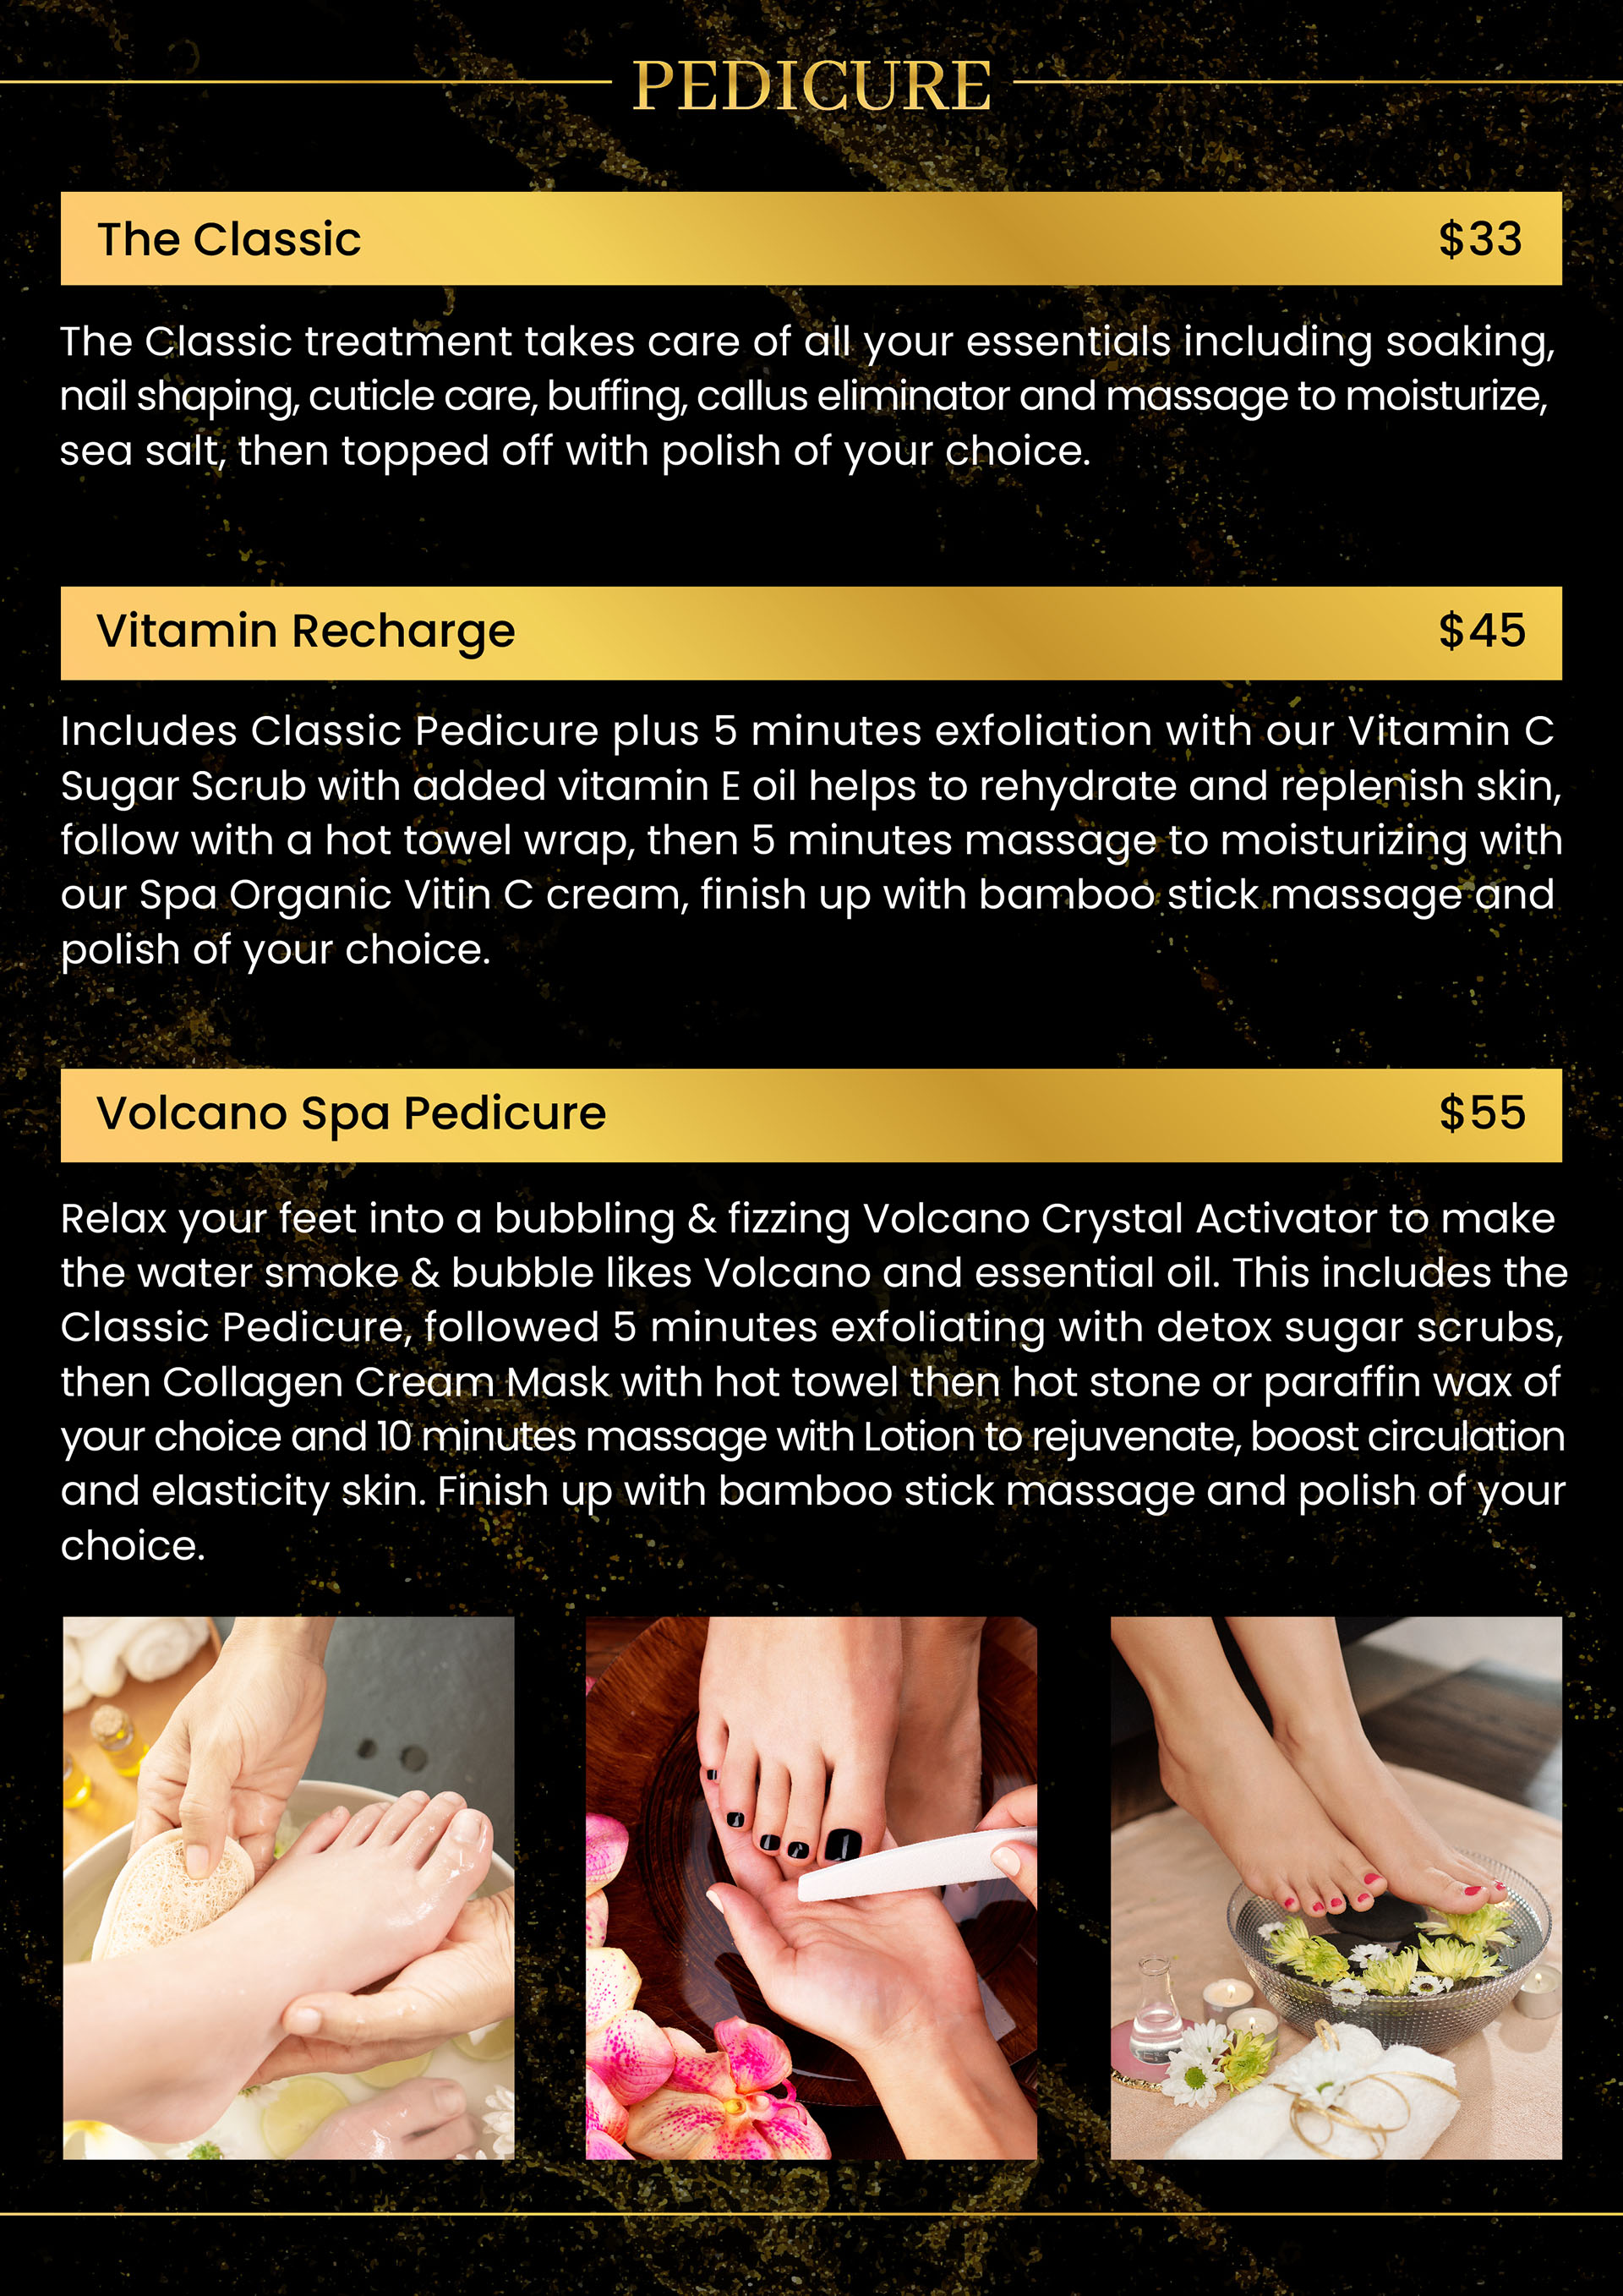 PEDICURE
The Classic $33
The Classic treatment takes care of all your essentials including soaking,
nail shaping, cuticle care, buffing, callus eliminator and massage to moisturize,
sea salt, then topped off with polish of your choice.
Vitamin Recharge $45
Includes Classic Pedicure plus 5 minutes exfoliation with our Vitamin C
Sugar Scrub with added vitamin E oil helps to rehydrate and replenish skin,
follow with a hot towel wrap, then 5 minutes massage to moisturizing with
our Spa Organic Vitin C cream, finish up with bamboo stick massage and
polish of your choice.
Volcano Spa Pedicure $55
Relax your feet into a bubbling & fizzing Volcano Crystal Activator to make
the water smoke & bubble likes Volcano and essential oil. This includes the
Classic Pedicure, followed 5 minutes exfoliating with detox sugar scrubs,
then Collagen Cream Mask with hot towel then hot stone or paraffin wax of
your choice and 10 minutes massage with Lotion to rejuvenate, boost circulation
and elasticity skin. Finish up with bamboo stick massage and polish of your
choice.